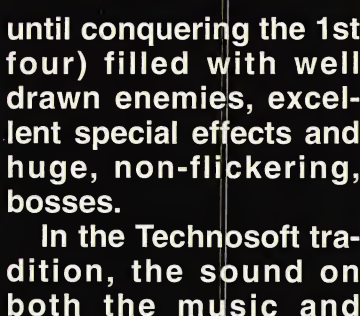 until conquering the 1st
four) filled with well
drawn enemies, excel-
lent special effects and
huge, non-flickering,
bosses.
In the Technosoft tra-
dition, the sound on
both the music and